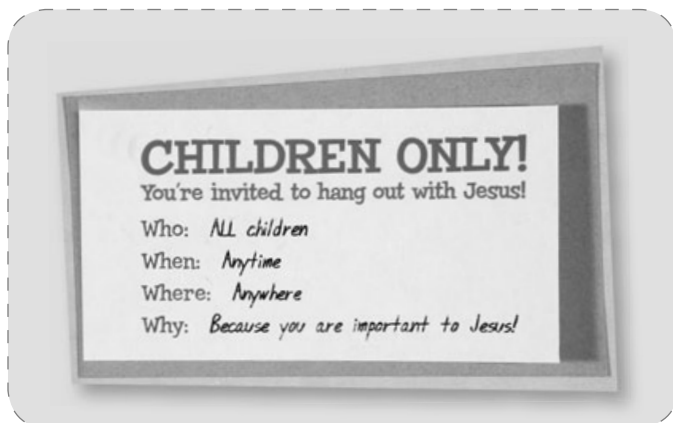 CHILDREN ONLY!
You're invited to hang out with Jesus!
Who: ALL children
When: Anytime
Where: Anywhere
Why: Because you are important to Jesus!